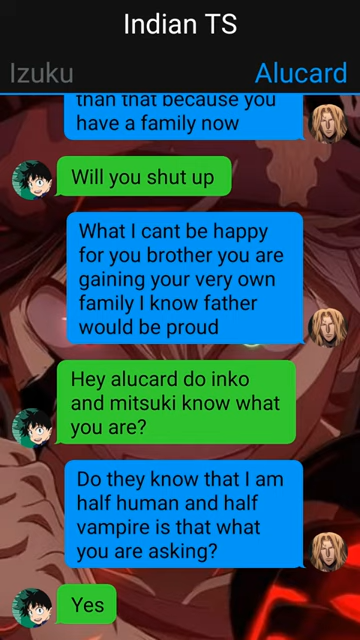 Indian TS
Izuku
Alucard
than that because you
have a family now
Will you shut up
What I cant be happy
for you brother you are
gaining your very own
family I know father
would be proud
Hey alucard do inko
and mitsuki know what
you are?
Do they know that I am
half human and half
vampire is that what
you are asking?
Yes